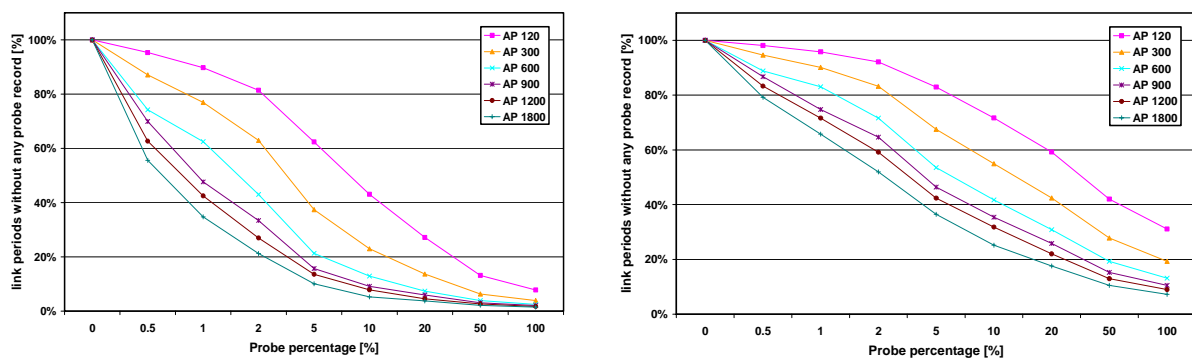 link periods without any probe record [%]
100%
80%
60%
40%
20%
0%
0 0.5 1 2 5 10 20 50 100
Probe percentage [%]
AP 120
AP 300
AP 600
AP 900
AP 1200
AP 1800
link periods without any probe record [%]
100%
80%
60%
40%
20%
0%
0 0.5 1 2 5 10 20 50 100
Probe percentage [%]
AP 120
AP 300
AP 600
AP 900
AP 1200
AP 1800